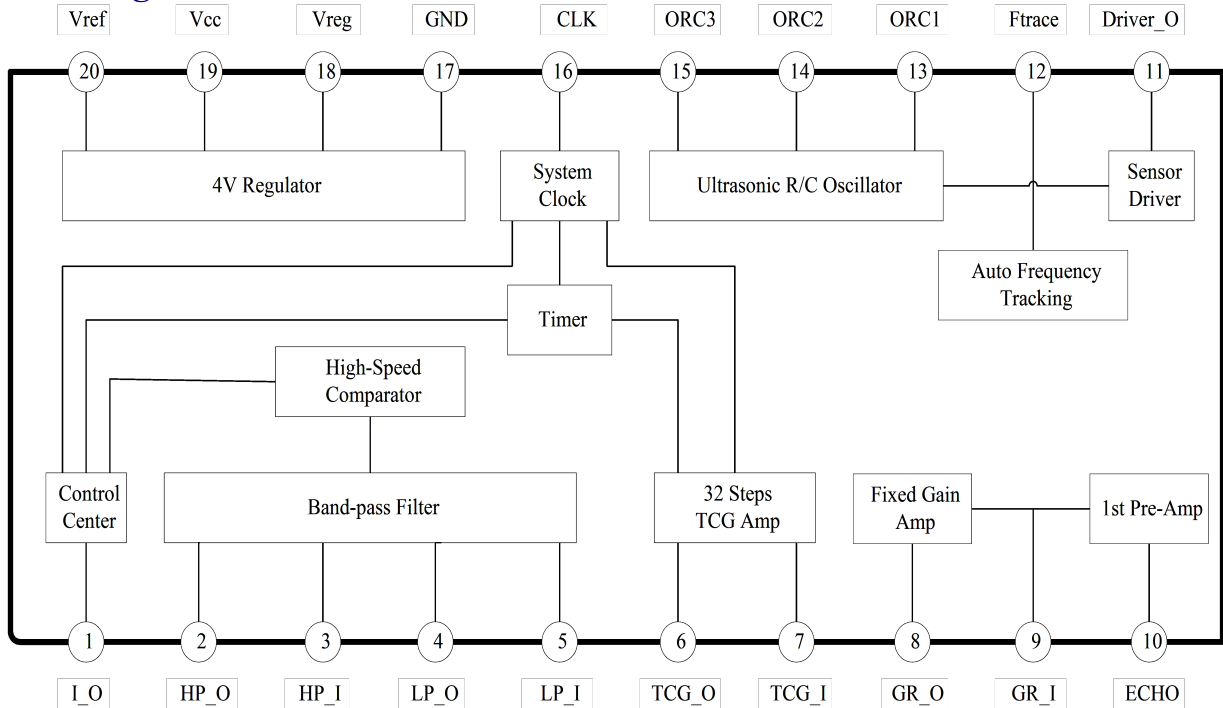 Vref Vcc Vreg GND CLK ORC3 ORC2 ORC1 Ftrace Driver_O
20 19 18 17 16 15 14 13 12 11
4V Regulator
System
Clock
Ultrasonic R/C Oscillator
Sensor
Driver
Auto Frequency
Tracking
Timer
High-Speed
Comparator
Control
Center
Band-pass Filter
32 Steps
TCG Amp
Fixed Gain
Amp
1st Pre-Amp
1 2 3 4 5 6 7 8 9 10
I_O HP_O HP_I LP_O LP_I TCG_O TCG_I GR_O GR_I ECHO